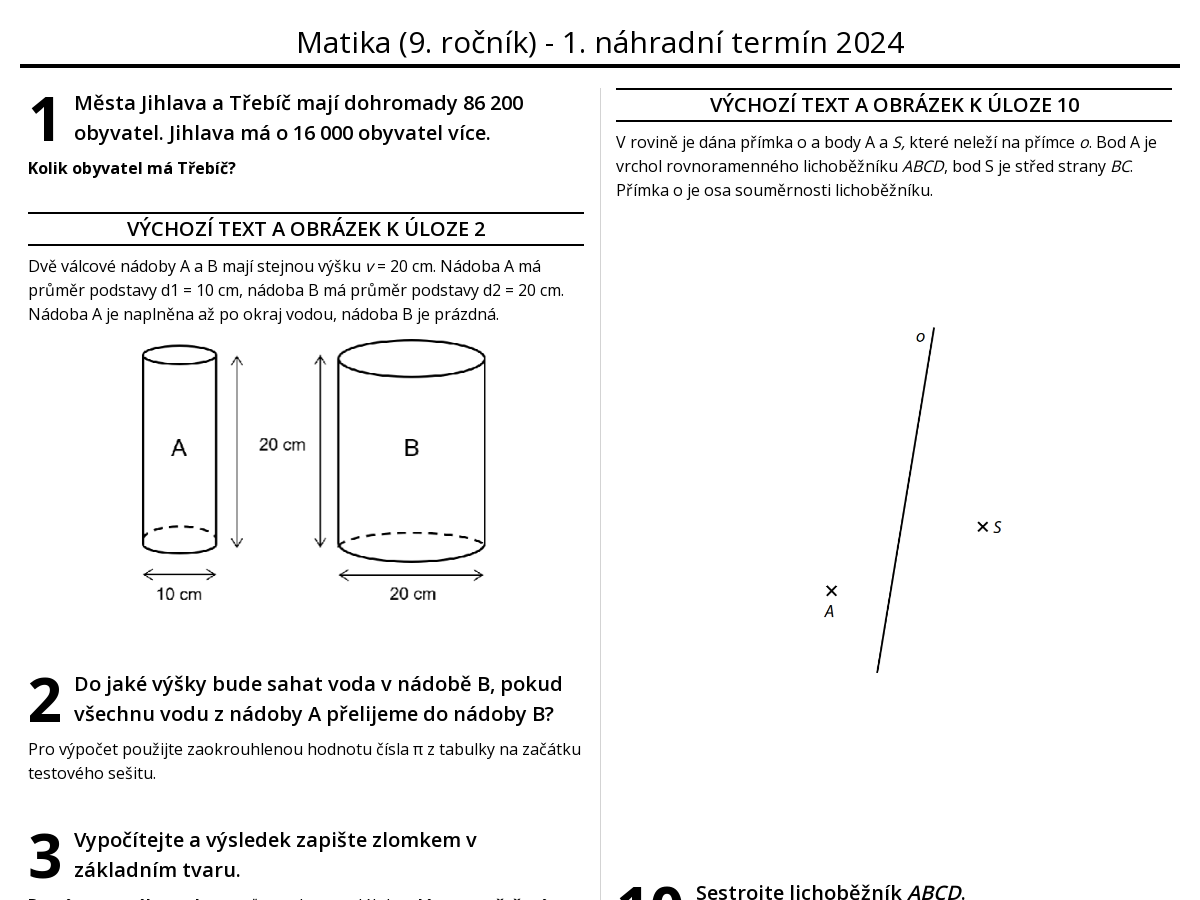 Matika (9. ročník) - 1. náhradní termín 2024
1 Města Jihlava a Třebíč mají dohromady 86 200
obyvatel. Jihlava má o 16 000 obyvatel více.
Kolik obyvatel má Třebíč?
VÝCHOZÍ TEXT A OBRÁZEK K ÚLOZE 2
Dvě válcové nádoby A a B mají stejnou výšku v = 20 cm. Nádoba A má
průměr podstavy d1 = 10 cm, nádoba B má průměr podstavy d2 = 20 cm.
Nádoba A je naplněna až po okraj vodou, nádoba B je prázdná.
A
20 cm
B
10 cm
20 cm
2 Do jaké výšky bude sahat voda v nádobě B, pokud
všechnu vodu z nádoby A přelijeme do nádoby B?
Pro výpočet použijte zaokrouhlenou hodnotu čísla π z tabulky na začátku
testového sešitu.
3 Vypočítejte a výsledek zapište zlomkem v
základním tvaru.
VÝCHOZÍ TEXT A OBRÁZEK K ÚLOZE 10
V rovině je dána přímka o a body A a S, které neleží na přímce o. Bod A je
vrchol rovnoramenného lichoběžníku ABCD, bod S je střed strany BC.
Přímka o je osa souměrnosti lichoběžníku.
o
S
A
10 Sestrojte lichoběžník ABCD.